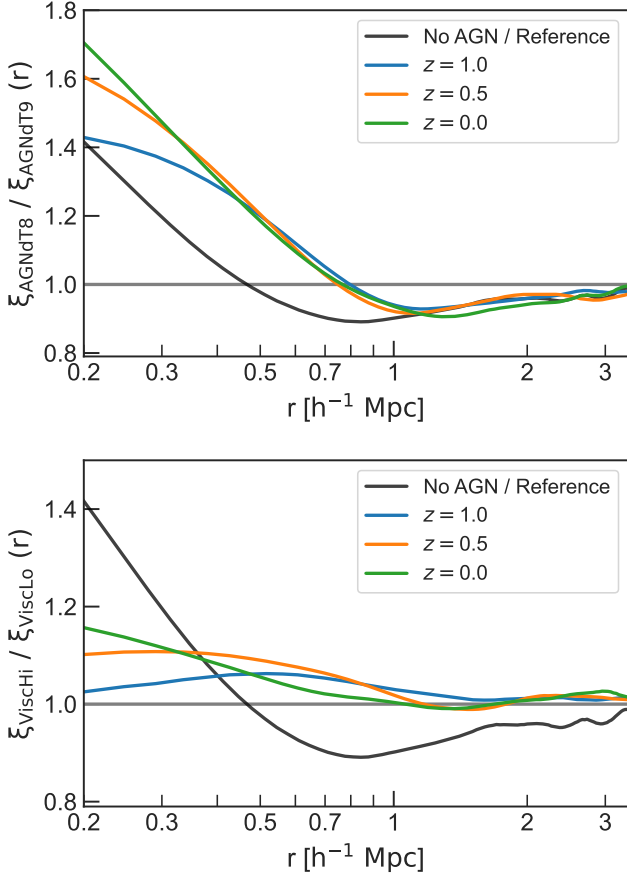 1.8
1.6
1.4
1.2
1.0
0.8
ξAGNdT8 / ξAGNdT9 (r)
No AGN / Reference
z = 1.0
z = 0.5
z = 0.0
0.2 0.3 0.5 0.7 1 2 3
r [h⁻¹ Mpc]
1.4
1.2
1.0
0.8
ξViscHi / ξViscLo (r)
No AGN / Reference
z = 1.0
z = 0.5
z = 0.0
0.2 0.3 0.5 0.7 1 2 3
r [h⁻¹ Mpc]